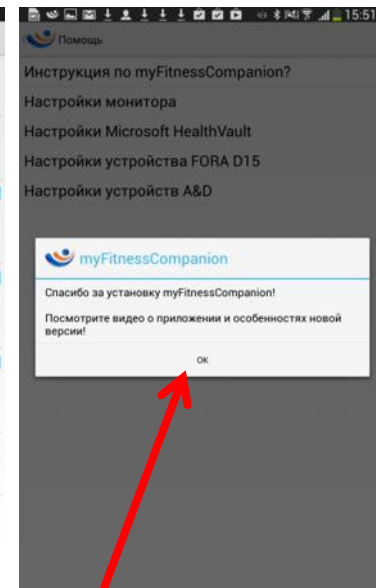 15:51
Помощь
Инструкция по myFitnessCompanion?
Настройки монитора
Настройки Microsoft HealthVault
Настройки устройства FORA D15
Настройки устройств A&D
myFitnessCompanion
Спасибо за установку myFitnessCompanion!
Посмотрите видео о приложении и особенностях новой
версии!
ОК